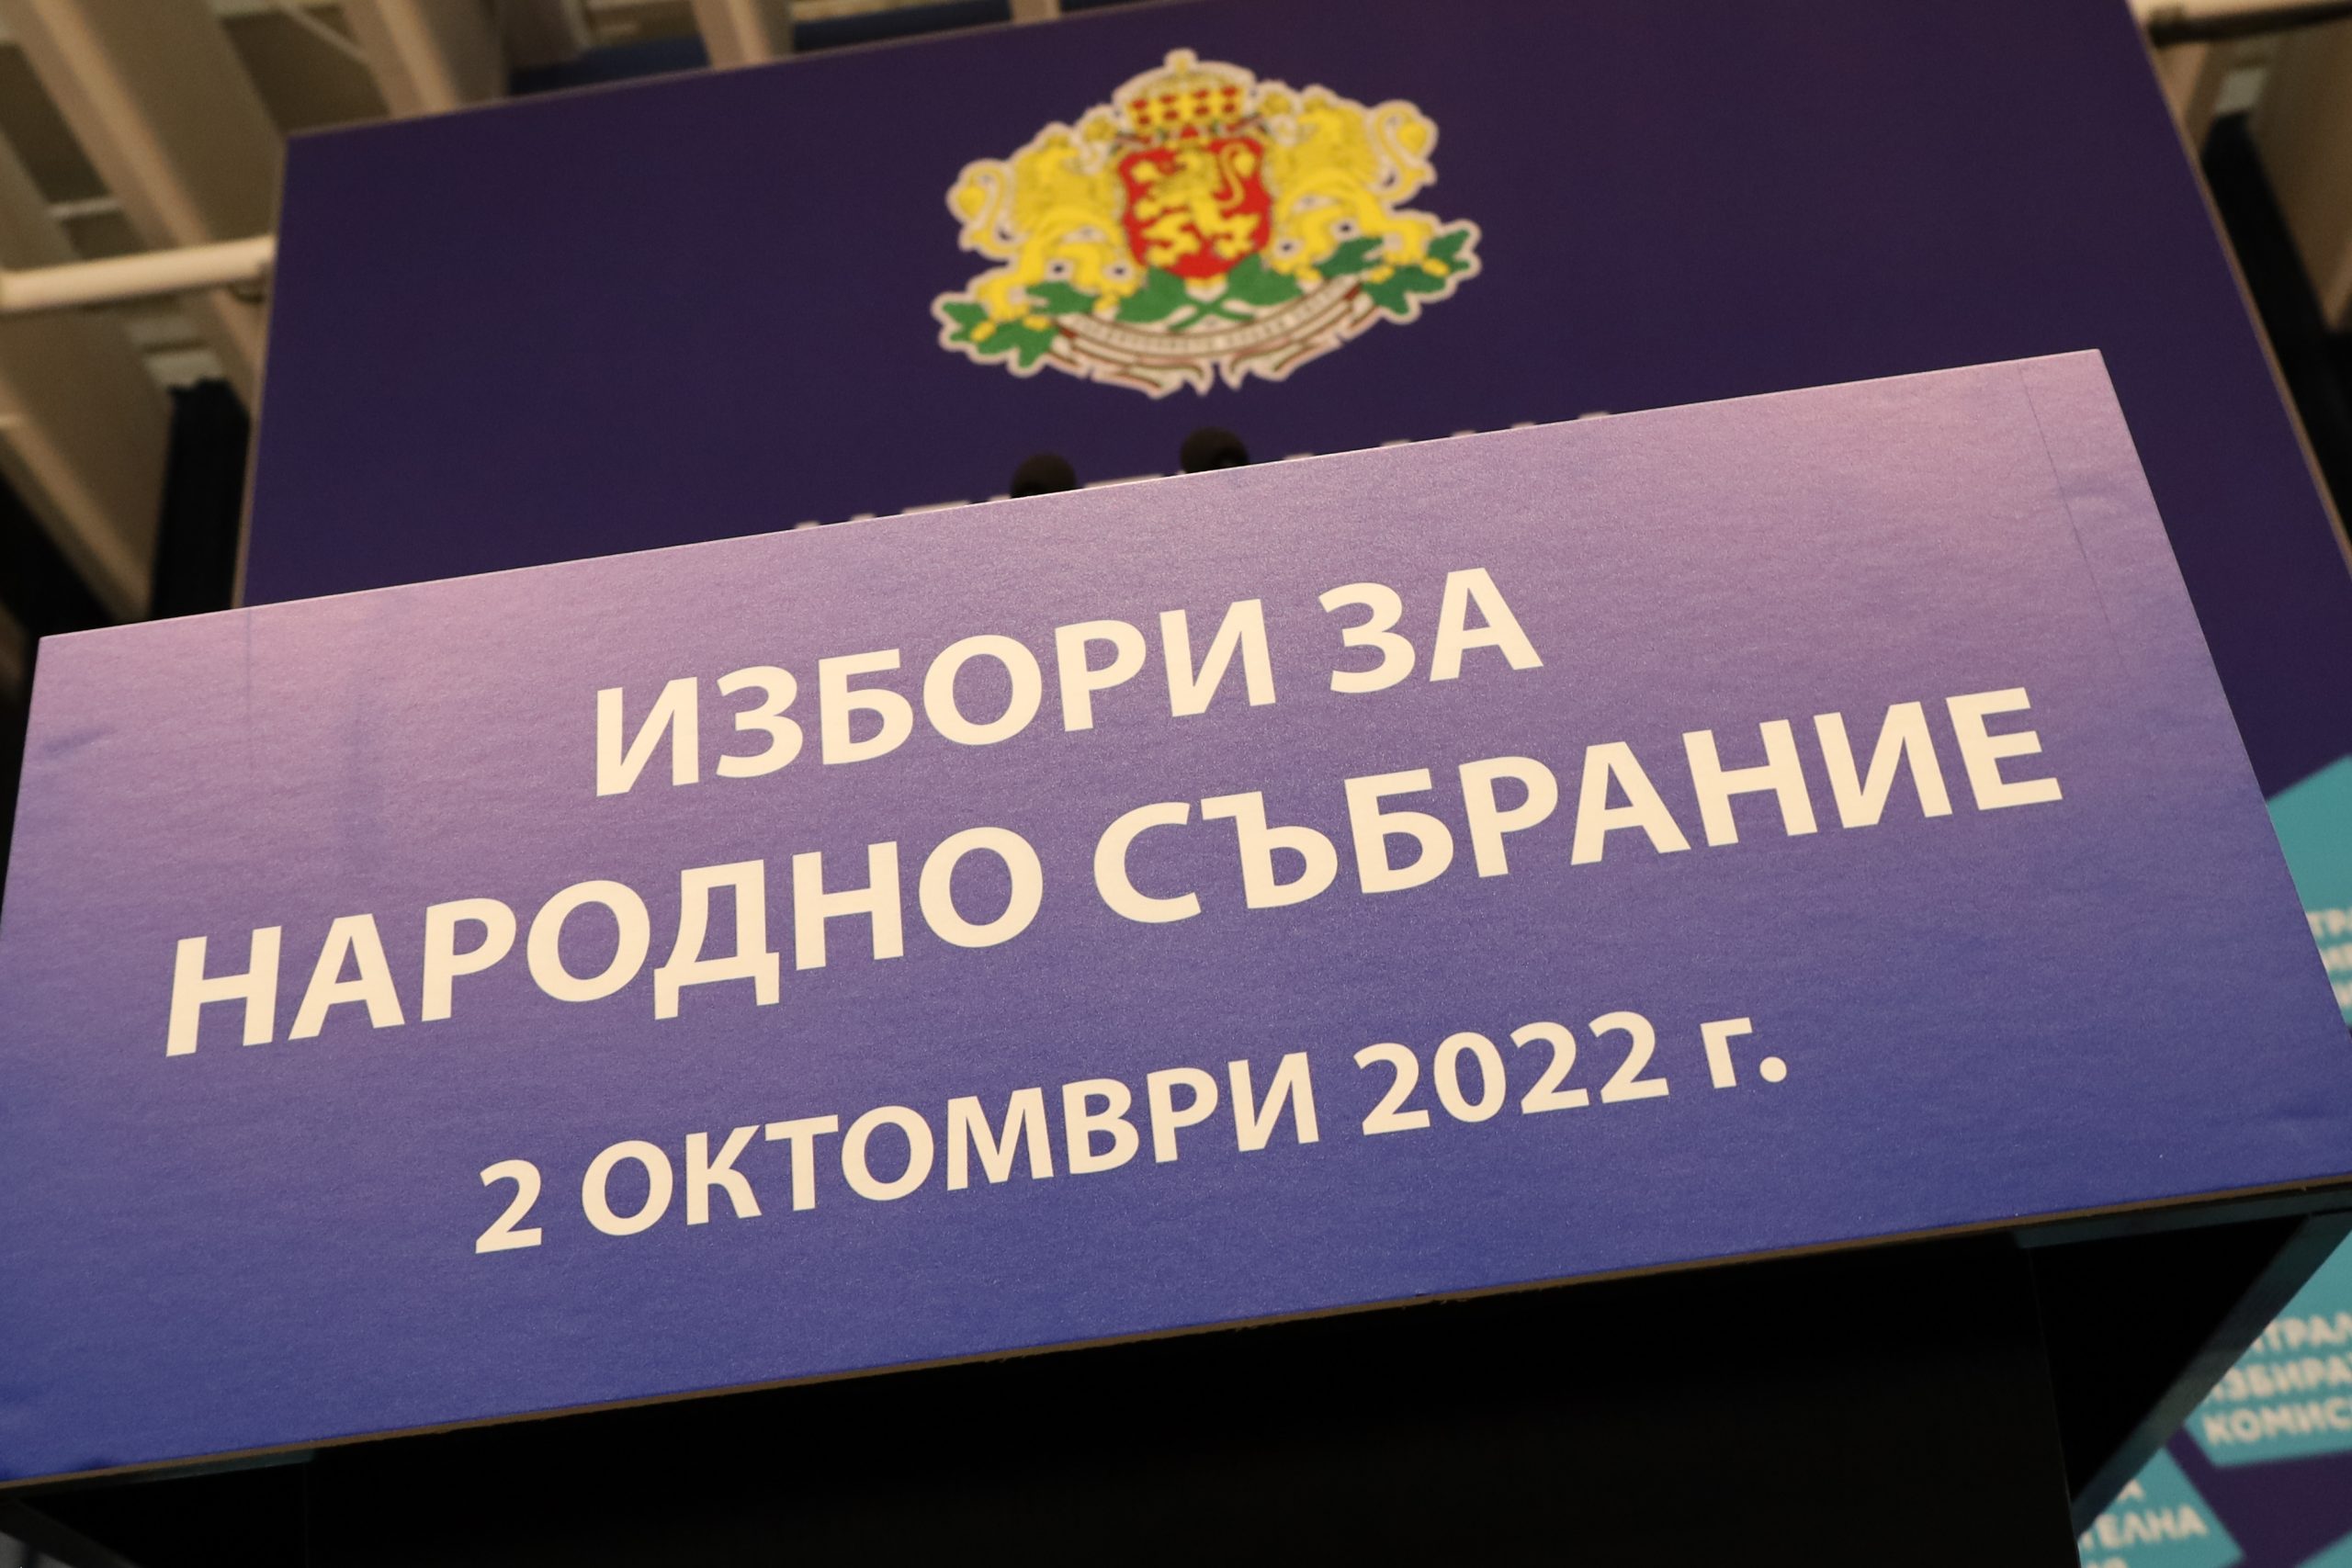 ИЗБОРИ ЗА
НАРОДНО СЪБРАНИЕ
2 ОКТОМВРИ 2022 г.